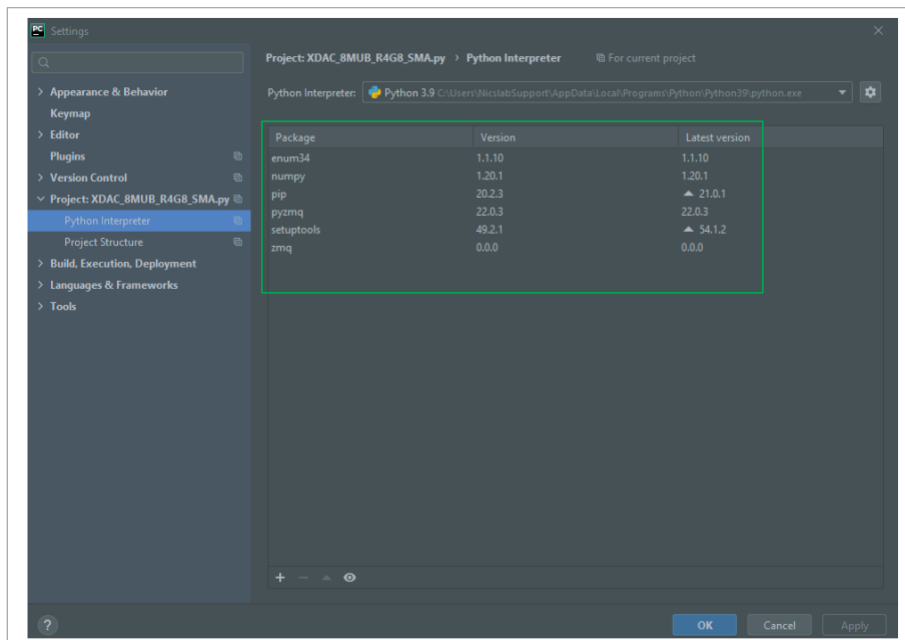 PC Settings
Project: XDAC_8MUB_R4G8_SMA.py > Python Interpreter For current project
Appearance & Behavior
Keymap
Editor
Plugins
Version Control
Project: XDAC_8MUB_R4G8_SMA.py
Python Interpreter
Project Structure
Build, Execution, Deployment
Languages & Frameworks
Tools
Python Interpreter: Python 3.9 C:\Users\NicslabSupport\AppData\Local\Programs\Python\Python39\python.exe
Package Version Latest version
enum34 1.1.10 1.1.10
numpy 1.20.1 1.20.1
pip 20.2.3 21.0.1
pyzmq 22.0.3 22.0.3
setuptools 49.2.1 54.1.2
zmq 0.0.0 0.0.0
? OK Cancel Apply